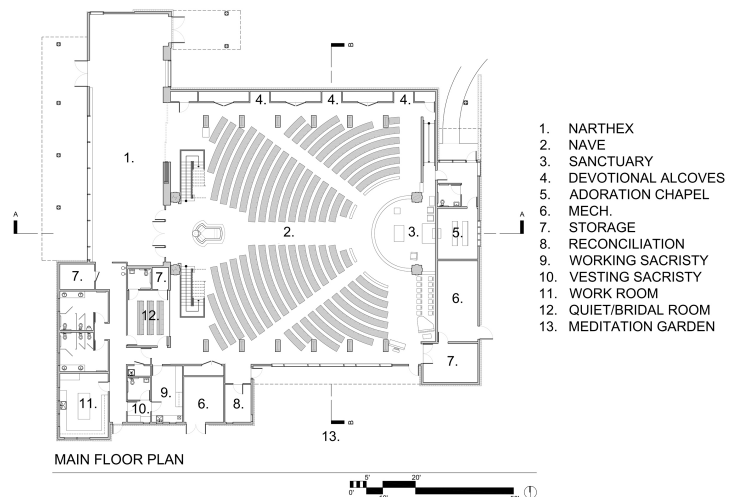 B
4.
4.
4.
1.
A
2.
3.
5.
A
7.
7.
12.
6.
7.
11.
10.
9.
6.
8.
B
13.
1. NARTHEX
2. NAVE
3. SANCTUARY
4. DEVOTIONAL ALCOVES
5. ADORATION CHAPEL
6. MECH.
7. STORAGE
8. RECONCILIATION
9. WORKING SACRISTY
10. VESTING SACRISTY
11. WORK ROOM
12. QUIET/BRIDAL ROOM
13. MEDITATION GARDEN
MAIN FLOOR PLAN
5' 20'
0'